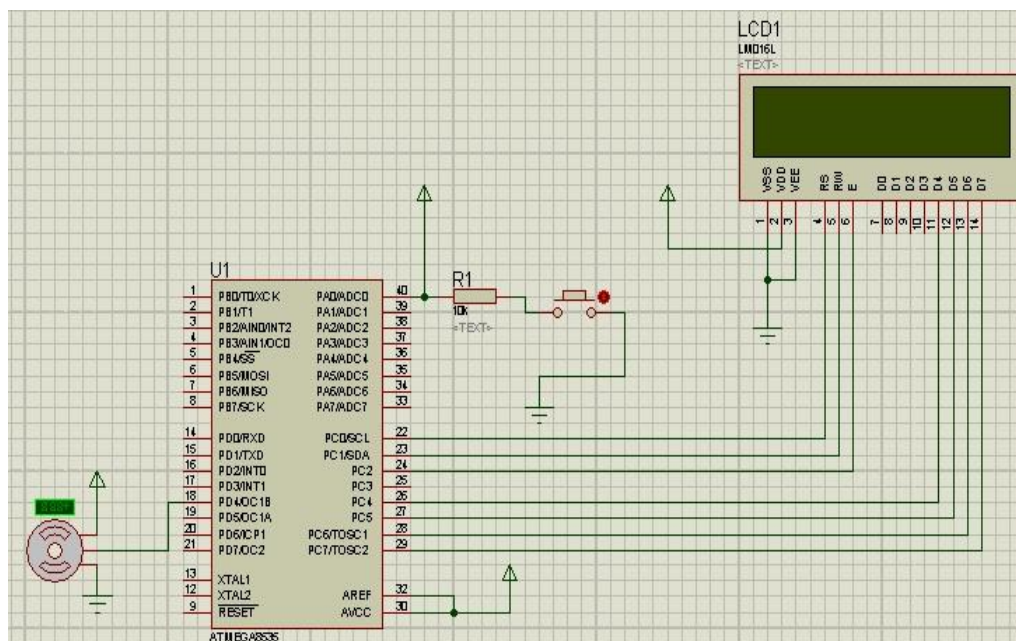 LCD1
LM016L
<TEXT>
VSS VDD VEE RS RW E D0 D1 D2 D3 D4 D5 D6 D7
1 2 3 4 5 6 7 8 9 10 11 12 13 14
U1
R1
10k
<TEXT>
1 PB0/T0/XCK PA0/ADC0 40
2 PB1/T1 PA1/ADC1 39
3 PB2/AIN0/INT2 PA2/ADC2 38
4 PB3/AIN1/OC0 PA3/ADC3 37
5 PB4/SS PA4/ADC4 36
6 PB5/MOSI PA5/ADC5 35
7 PB6/MISO PA6/ADC6 34
8 PB7/SCK PA7/ADC7 33
14 PD0/RXD PC0/SCL 22
15 PD1/TXD PC1/SDA 23
16 PD2/INT0 PC2 24
17 PD3/INT1 PC3 25
18 PD4/OC1B PC4 26
19 PD5/OC1A PC5 27
20 PD6/ICP1 PC6/TOSC1 28
21 PD7/OC2 PC7/TOSC2 29
13 XTAL1
12 XTAL2 AREF 32
9 RESET AVCC 30
ATMEGA8535